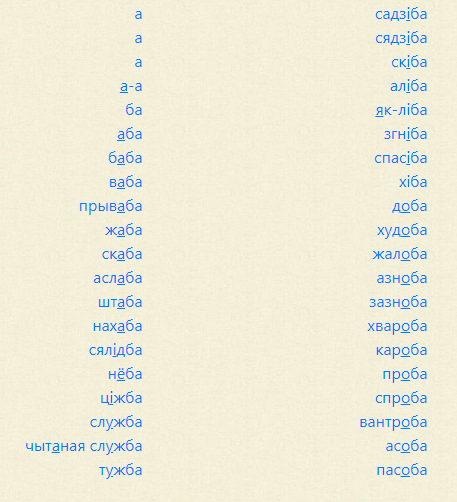 а
а
а
а-а
ба
аба
баба
ваба
прываба
жаба
скаба
аслаба
штаба
нахаба
сялідба
нёба
ціжба
служба
чытаная служба
тужба
садзіба
сядзіба
скіба
аліба
як-ліба
згніба
спасіба
хіба
доба
худоба
жалоба
азноба
зазноба
хвароба
кароба
проба
спроба
вантроба
асоба
пасоба